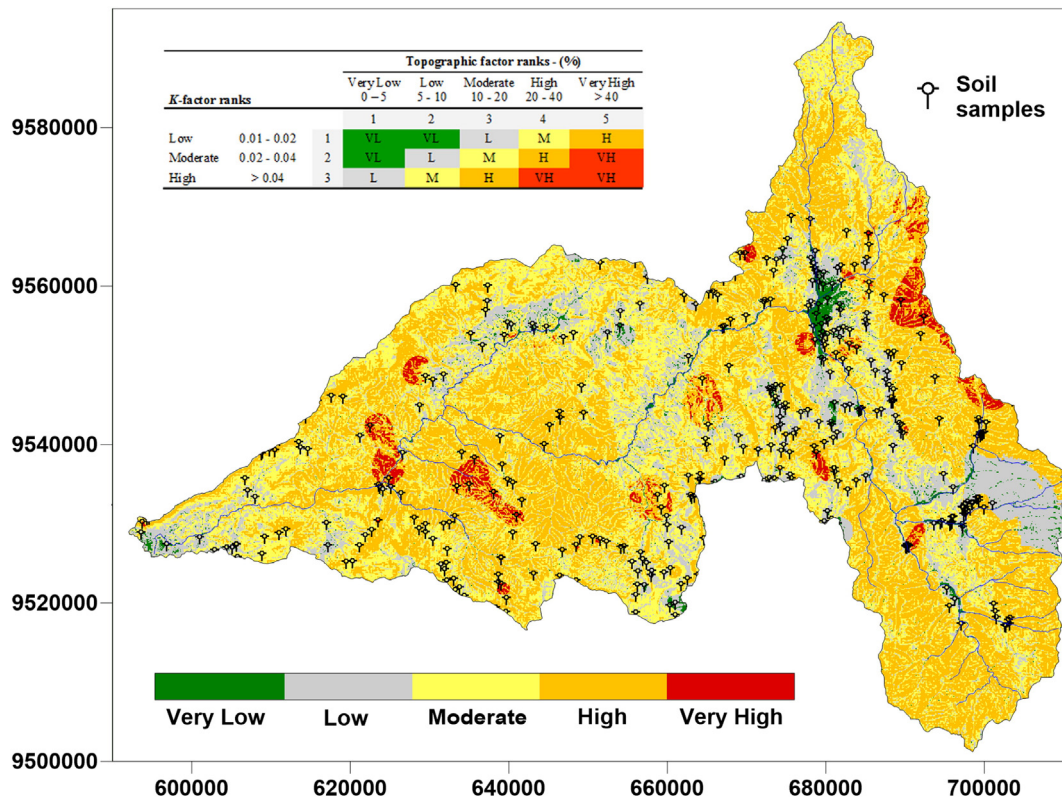 Topographic factor ranks - (%)
Very Low Low Moderate High Very High
K-factor ranks 0 – 5 5 - 10 10 - 20 20 - 40 > 40
1 2 3 4 5
Low 0.01 - 0.02 1 VL VL L M H
Moderate 0.02 - 0.04 2 VL L M H VH
High > 0.04 3 L M H VH VH
Soil
samples
9580000
9560000
9540000
9520000
9500000
Very Low Low Moderate High Very High
600000 620000 640000 660000 680000 700000